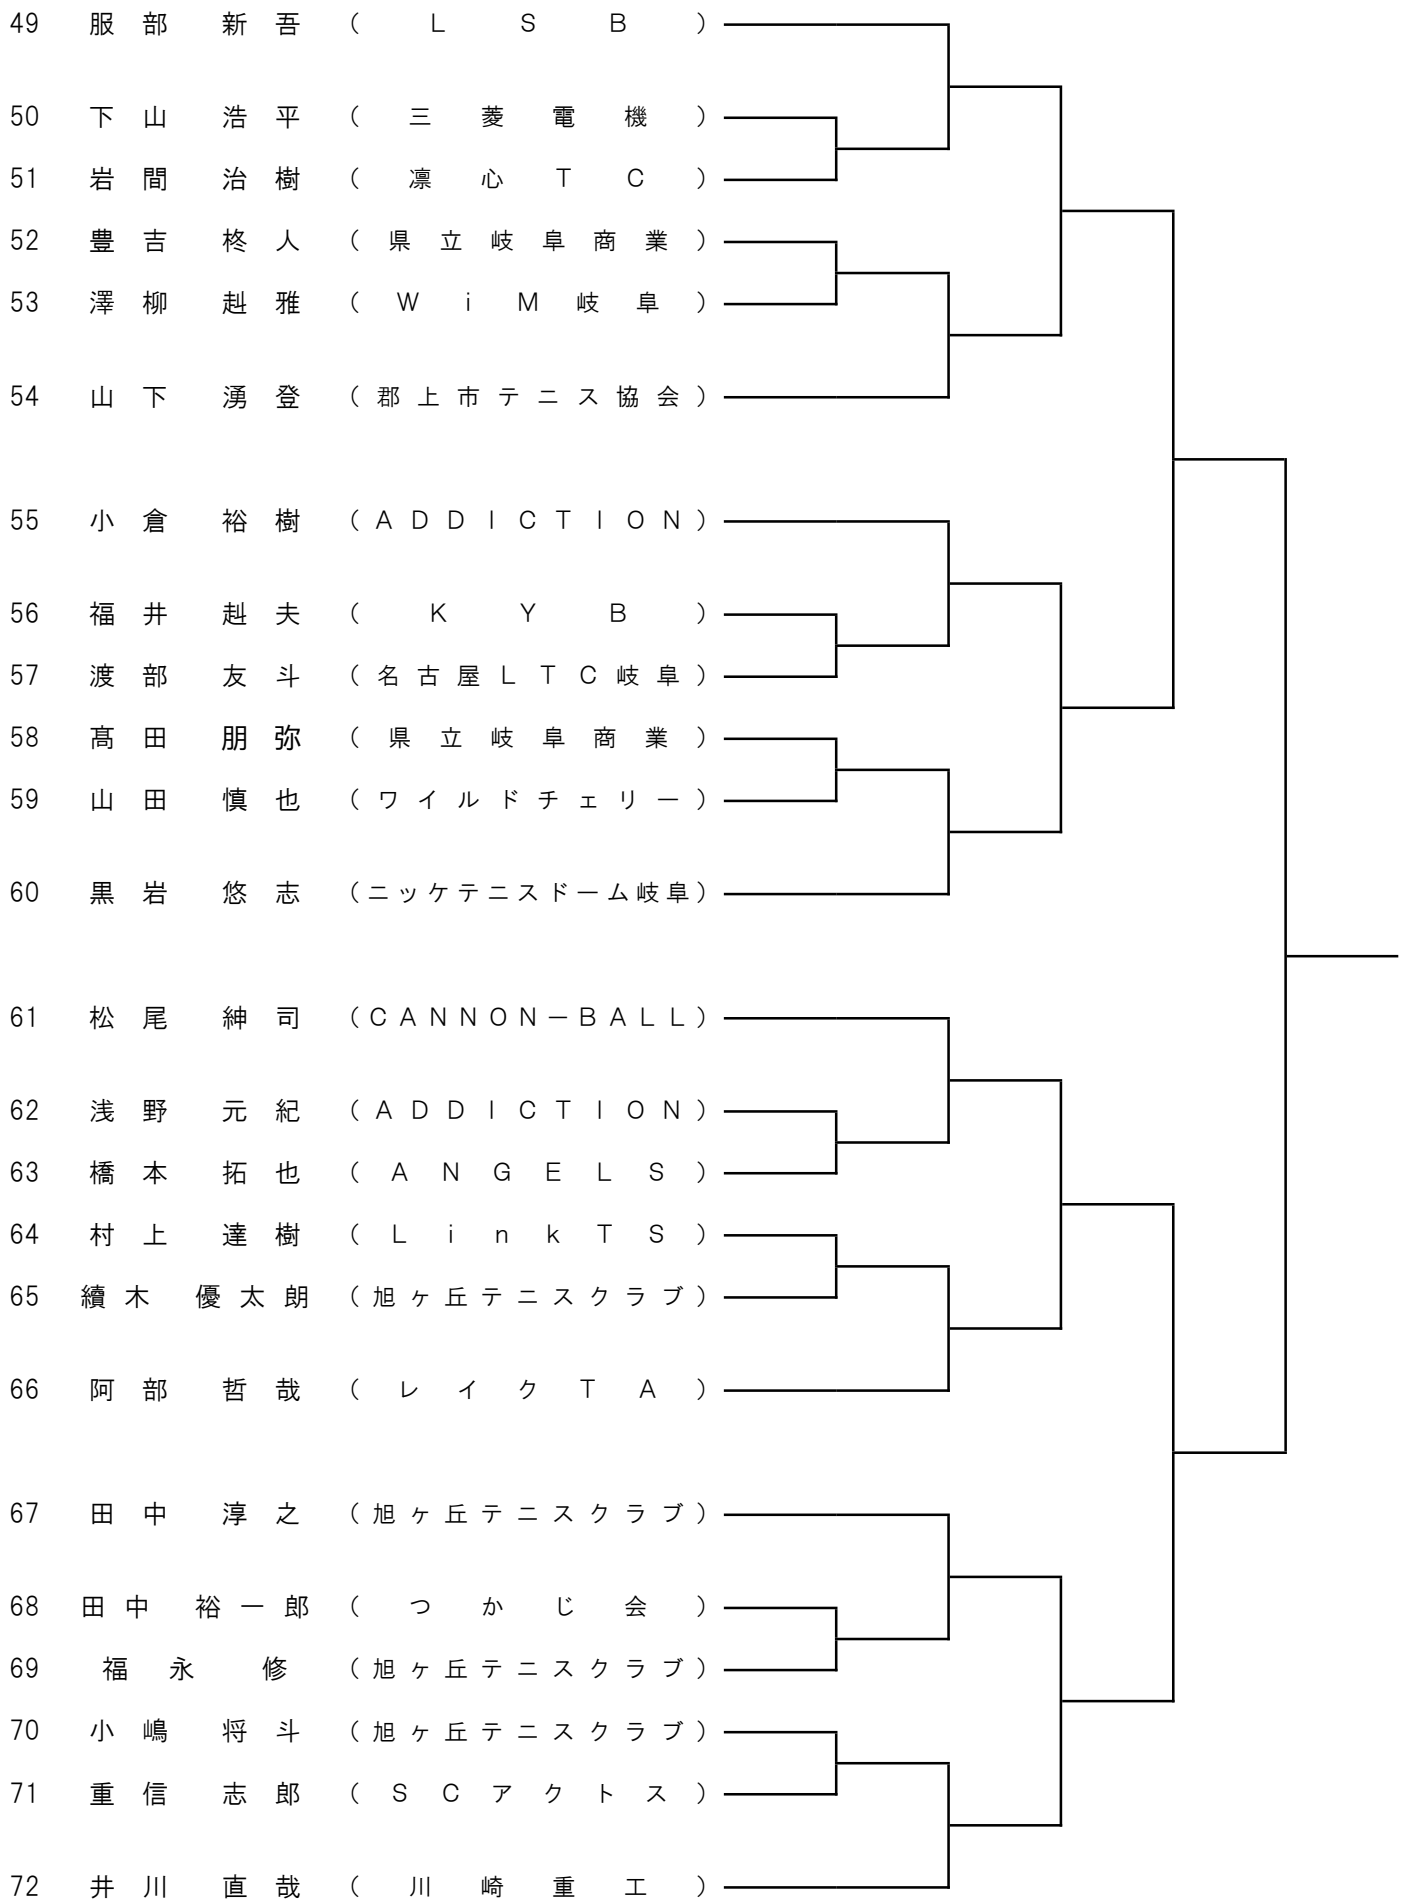 49 服部 新吾 (LSB)
50 下山 浩平 (三菱電機)
51 岩間 治樹 (凛心TC)
52 豊吉 柊人 (県立岐阜商業)
53 澤柳 赳雅 (WiM岐阜)
54 山下 湧登 (郡上市テニス協会)
55 小倉 裕樹 (ADDICTION)
56 福井 赳夫 (KYB)
57 渡部 友斗 (名古屋LTC岐阜)
58 髙田 朋弥 (県立岐阜商業)
59 山田 慎也 (ワイルドチェリー)
60 黒岩 悠志 (ニッケテニスドーム岐阜)
61 松尾 紳司 (CANNON-BALL)
62 浅野 元紀 (ADDICTION)
63 橋本 拓也 (ANGELS)
64 村上 達樹 (LinkTS)
65 續木 優太朗 (旭ヶ丘テニスクラブ)
66 阿部 哲哉 (レイクTA)
67 田中 淳之 (旭ヶ丘テニスクラブ)
68 田中 裕一郎 (つかじ会)
69 福永 修 (旭ヶ丘テニスクラブ)
70 小嶋 将斗 (旭ヶ丘テニスクラブ)
71 重信 志郎 (SCアクトス)
72 井川 直哉 (川崎重工)